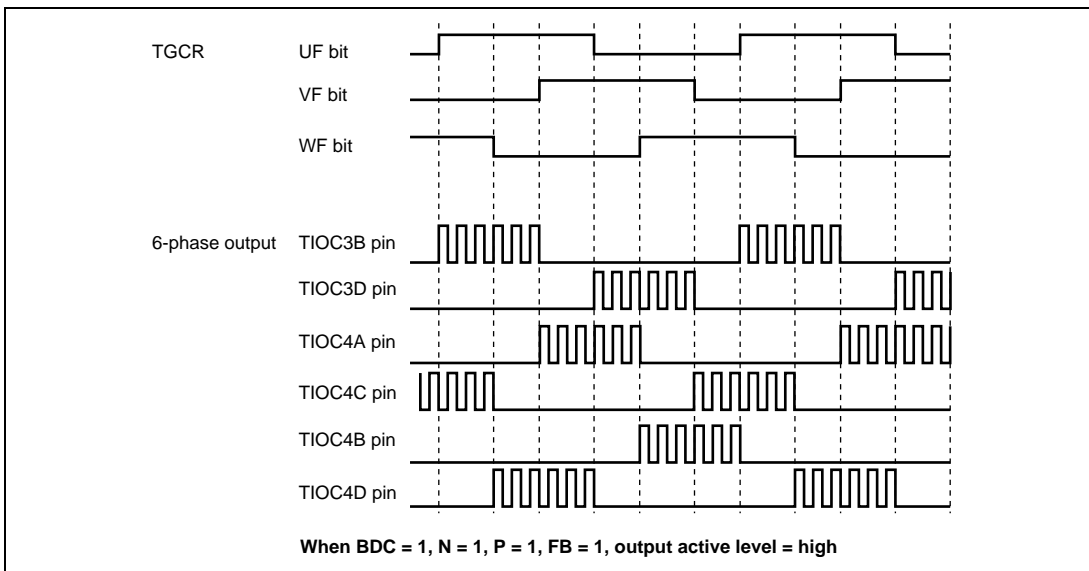 TGCR UF bit
VF bit
WF bit
6-phase output TIOC3B pin
TIOC3D pin
TIOC4A pin
TIOC4C pin
TIOC4B pin
TIOC4D pin
When BDC = 1, N = 1, P = 1, FB = 1, output active level = high